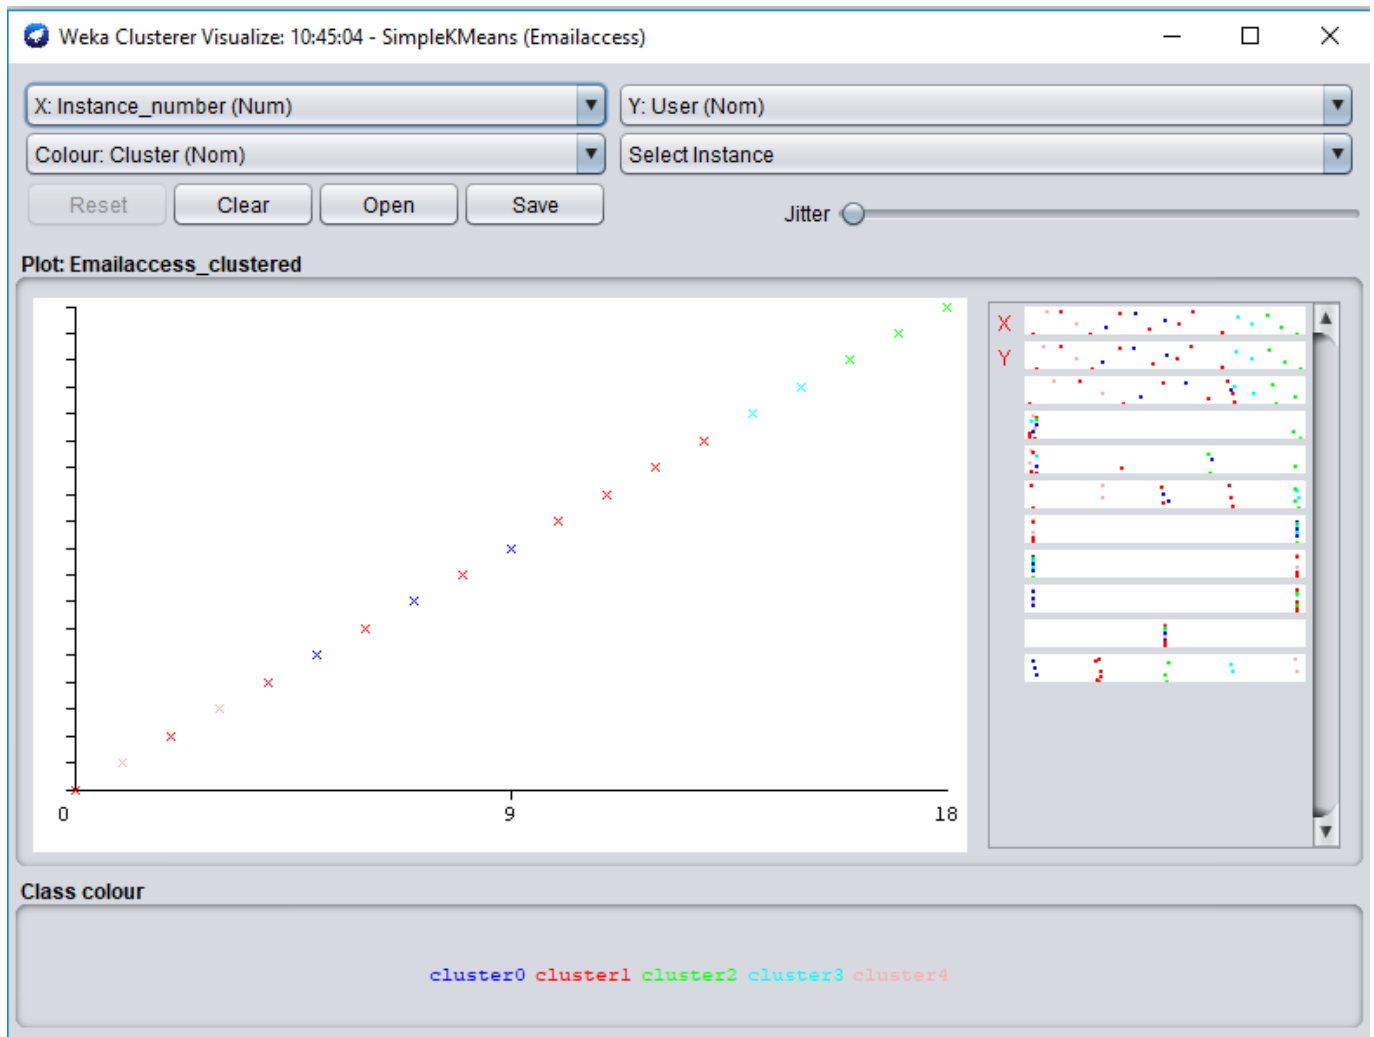 Weka Clusterer Visualize: 10:45:04 - SimpleKMeans (Emailaccess)
X: Instance_number (Num)
Y: User (Nom)
Colour: Cluster (Nom)
Select Instance
Reset
Clear
Open
Save
Jitter
Plot: Emailaccess_clustered
X
Y
0
9
18
Class colour
cluster0 cluster1 cluster2 cluster3 cluster4